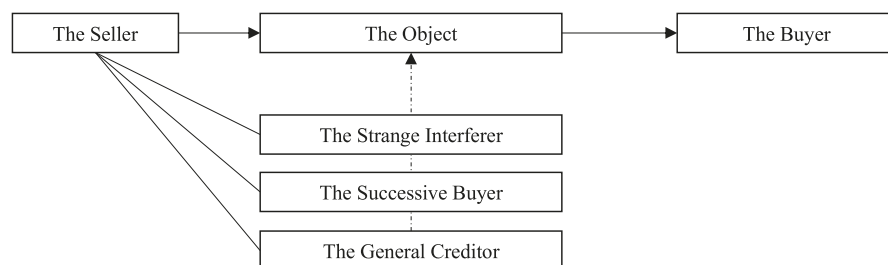 The Seller
The Object
The Buyer
The Strange Interferer
The Successive Buyer
The General Creditor